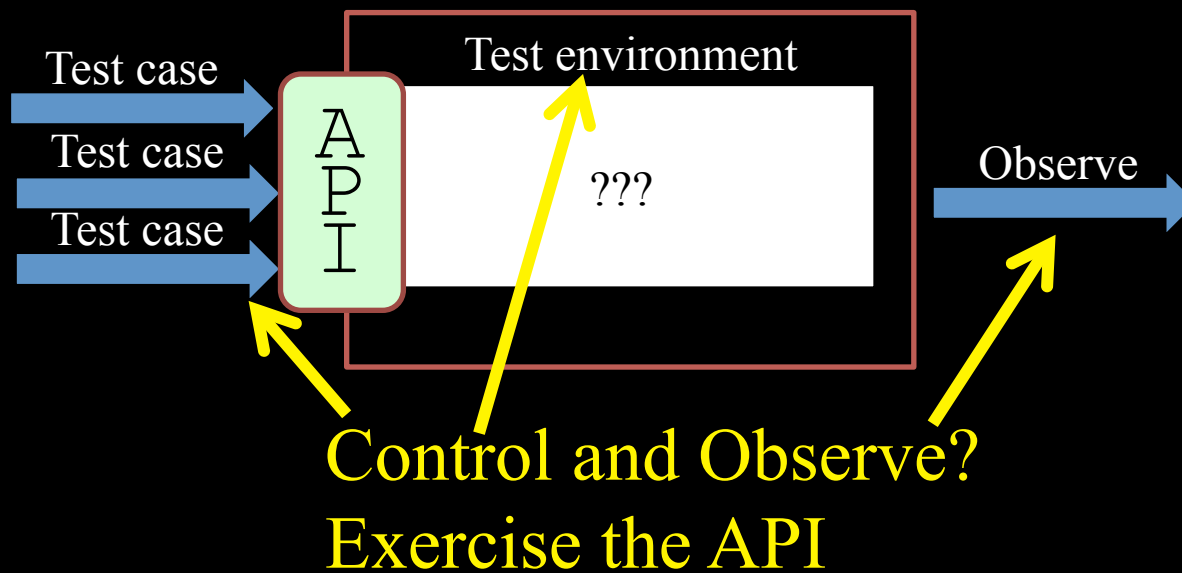 Test environment
Test case
Test case
Test case
API
???
Observe
Control and Observe?
Exercise the API